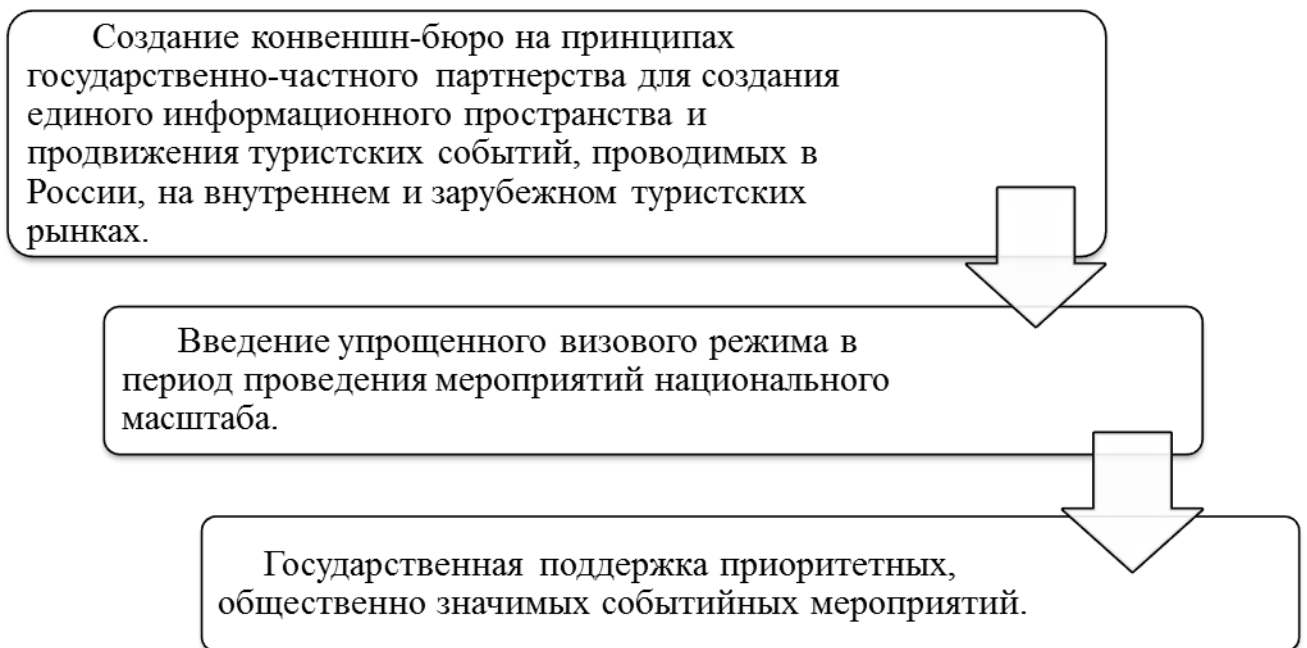 Создание конвеншн-бюро на принципах
государственно-частного партнерства для создания
единого информационного пространства и
продвижения туристских событий, проводимых в
России, на внутреннем и зарубежном туристских
рынках.
Введение упрощенного визового режима в
период проведения мероприятий национального
масштаба.
Государственная поддержка приоритетных,
общественно значимых событийных мероприятий.